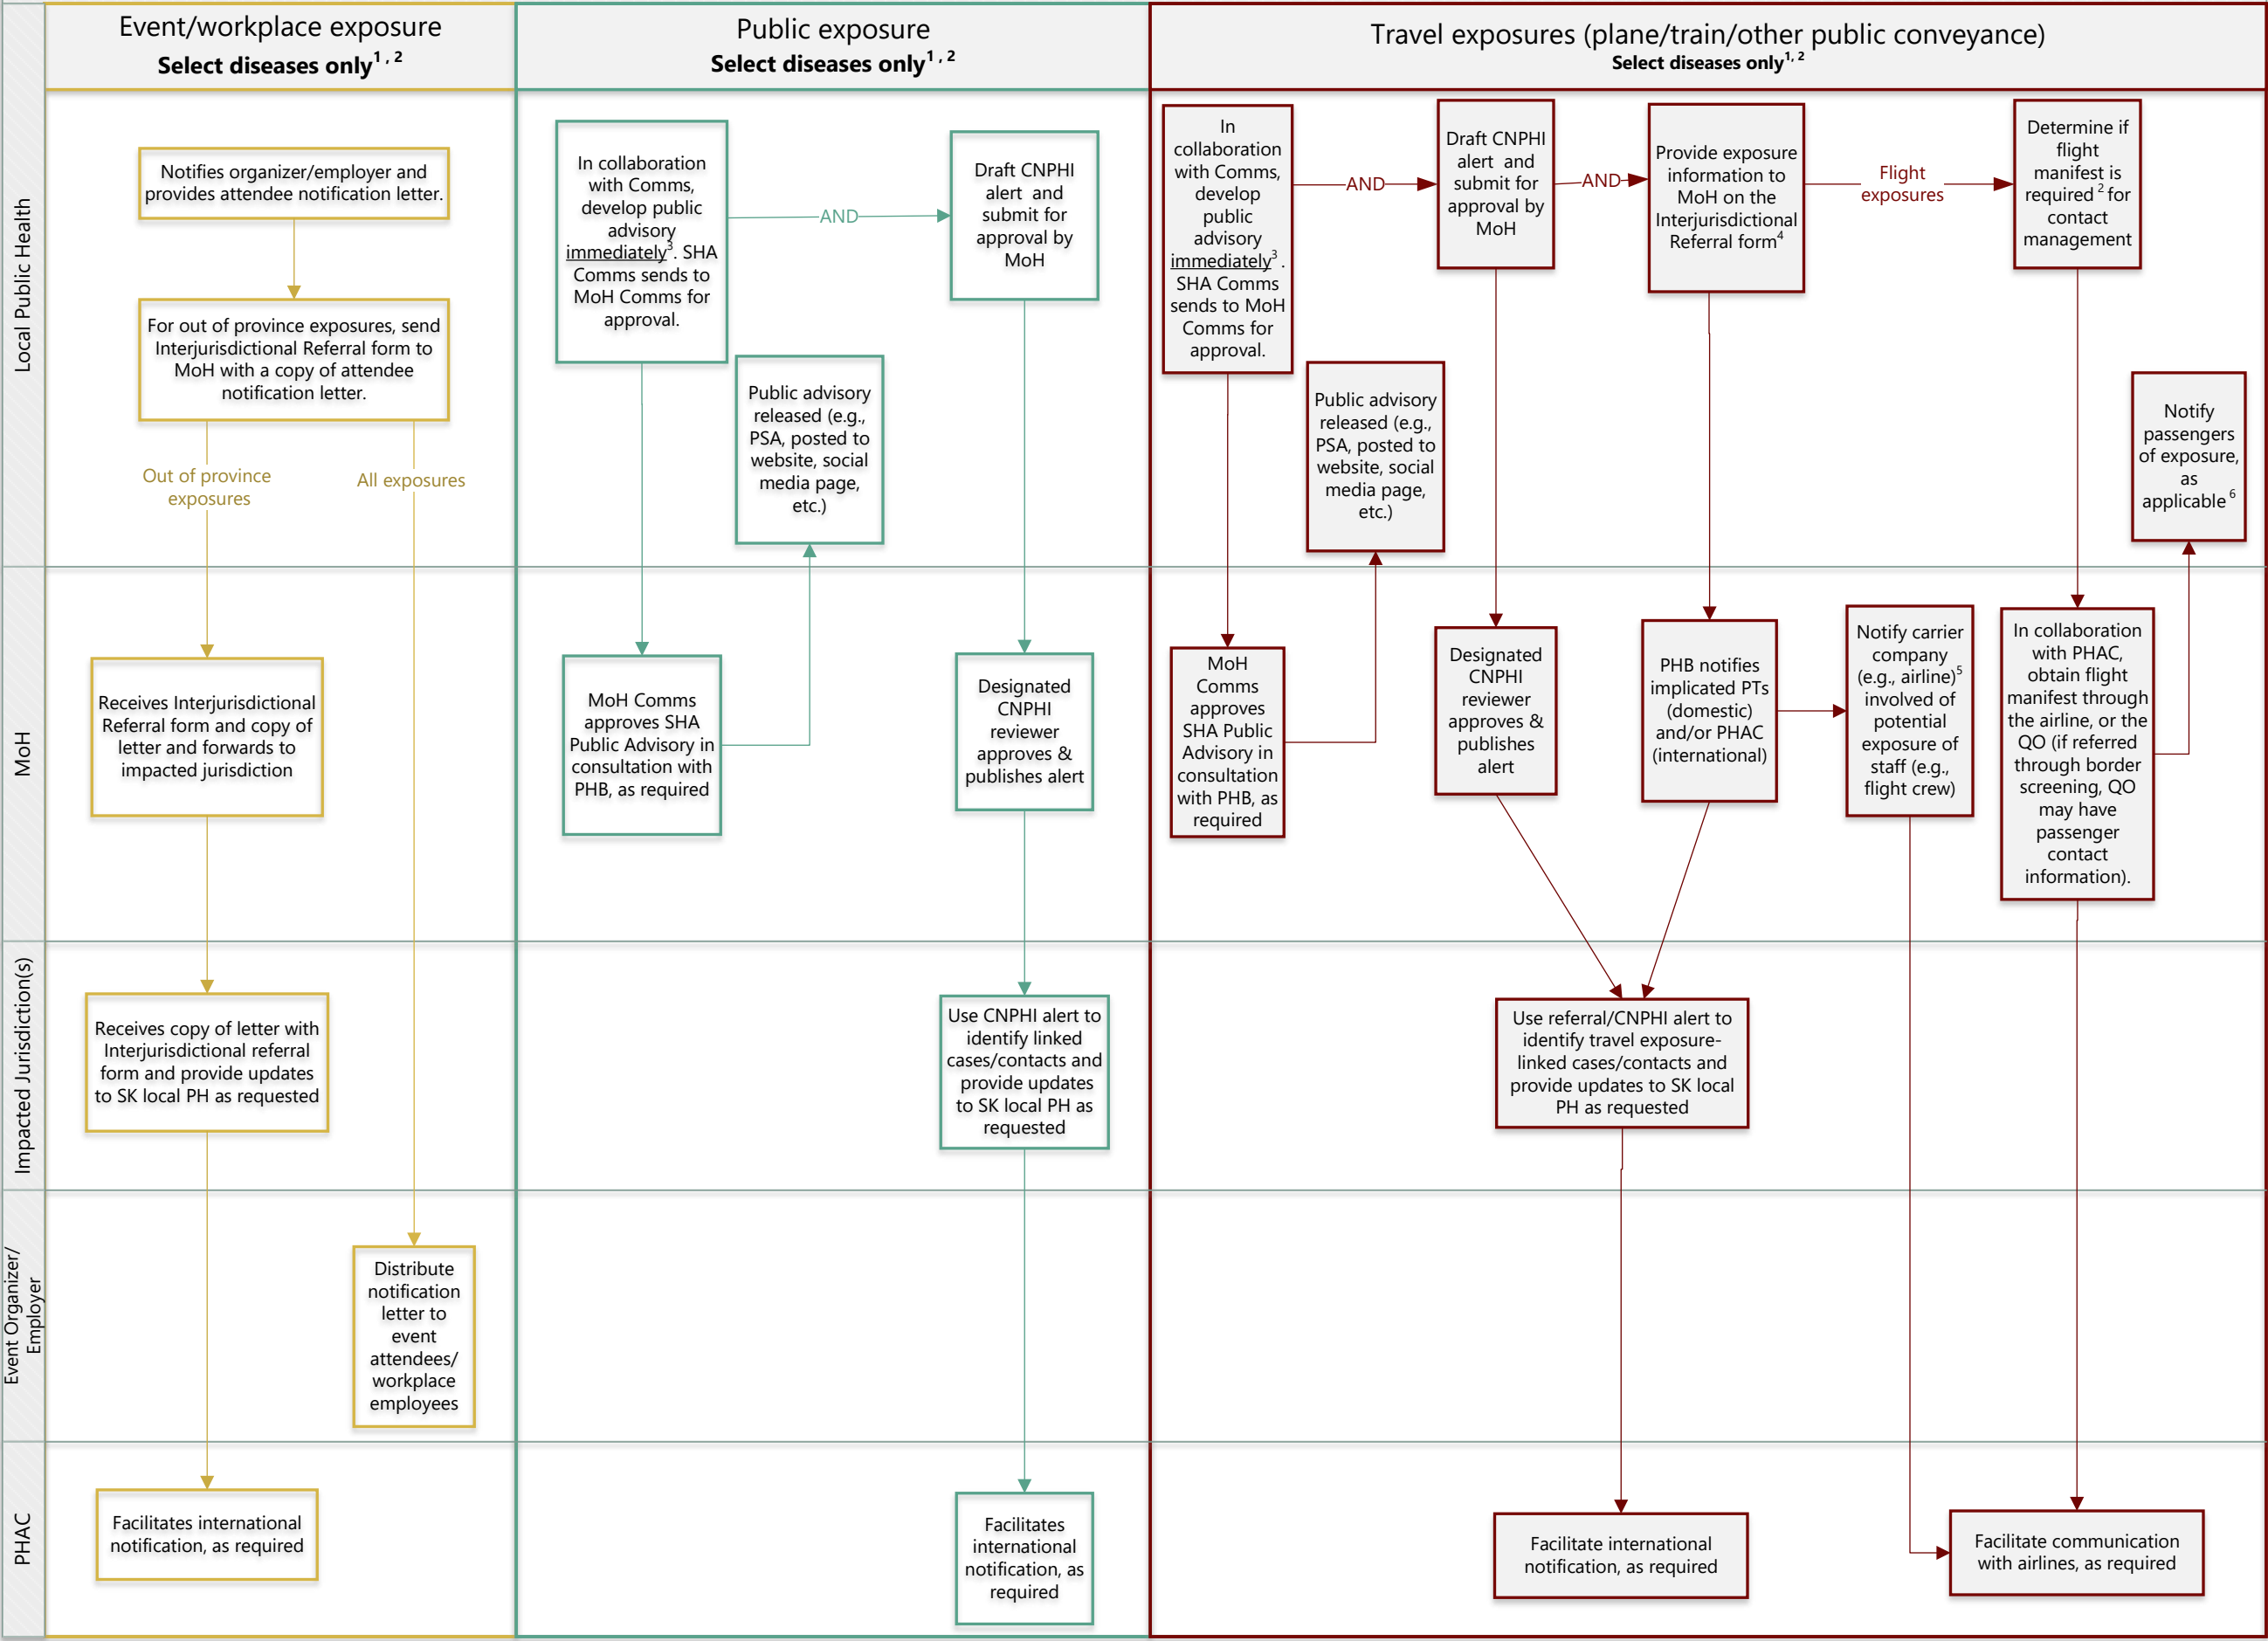 Event/workplace exposure
Select diseases only1, 2
Public exposure
Select diseases only1, 2
Travel exposures (plane/train/other public conveyance)
Select diseases only1, 2
Local Public Health
Notifies organizer/employer and
provides attendee notification letter.
For out of province exposures, send
Interjurisdictional Referral form to
MoH with a copy of attendee
notification letter.
Out of province
exposures
All exposures
In collaboration
with Comms,
develop public
advisory
immediately3. SHA
Comms sends to
MoH Comms for
approval.
AND
Draft CNPHI
alert and
submit for
approval by
MoH
Public advisory
released (e.g.,
PSA, posted to
website, social
media page,
etc.)
In
collaboration
with Comms,
develop
public
advisory
immediately3.
SHA Comms
sends to MoH
Comms for
approval.
AND
Draft CNPHI
alert and
submit for
approval by
MoH
AND
Provide exposure
information to
MoH on the
Interjurisdictional
Referral form4
Flight
exposures
Determine if
flight
manifest is
required 2 for
contact
management
Public advisory
released (e.g.,
PSA, posted to
website, social
media page,
etc.)
Notify
passengers
of exposure,
as
applicable 6
MoH
Receives Interjurisdictional
Referral form and copy of
letter and forwards to
impacted jurisdiction
MoH Comms
approves SHA
Public Advisory in
consultation with
PHB, as required
Designated
CNPHI
reviewer
approves &
publishes alert
MoH
Comms
approves
SHA Public
Advisory in
consultation
with PHB, as
required
Designated
CNPHI
reviewer
approves &
publishes
alert
PHB notifies
implicated PTs
(domestic)
and/or PHAC
(international)
Notify carrier
company
(e.g., airline)5
involved of
potential
exposure of
staff (e.g.,
flight crew)
In collaboration
with PHAC,
obtain flight
manifest through
the airline, or the
QO (if referred
through border
screening, QO
may have
passenger
contact
information).
Impacted Jurisdiction(s)
Receives copy of letter with
Interjurisdictional referral
form and provide updates
to SK local PH as requested
Use CNPHI alert to
identify linked
cases/contacts and
provide updates
to SK local PH as
requested
Use referral/CNPHI alert to
identify travel exposure-
linked cases/contacts and
provide updates to SK local
PH as requested
Event Organizer/
Employer
Distribute
notification
letter to
event
attendees/
workplace
employees
PHAC
Facilitates international
notification, as required
Facilitates
international
notification, as
required
Facilitate international
notification, as required
Facilitate communication
with airlines, as required